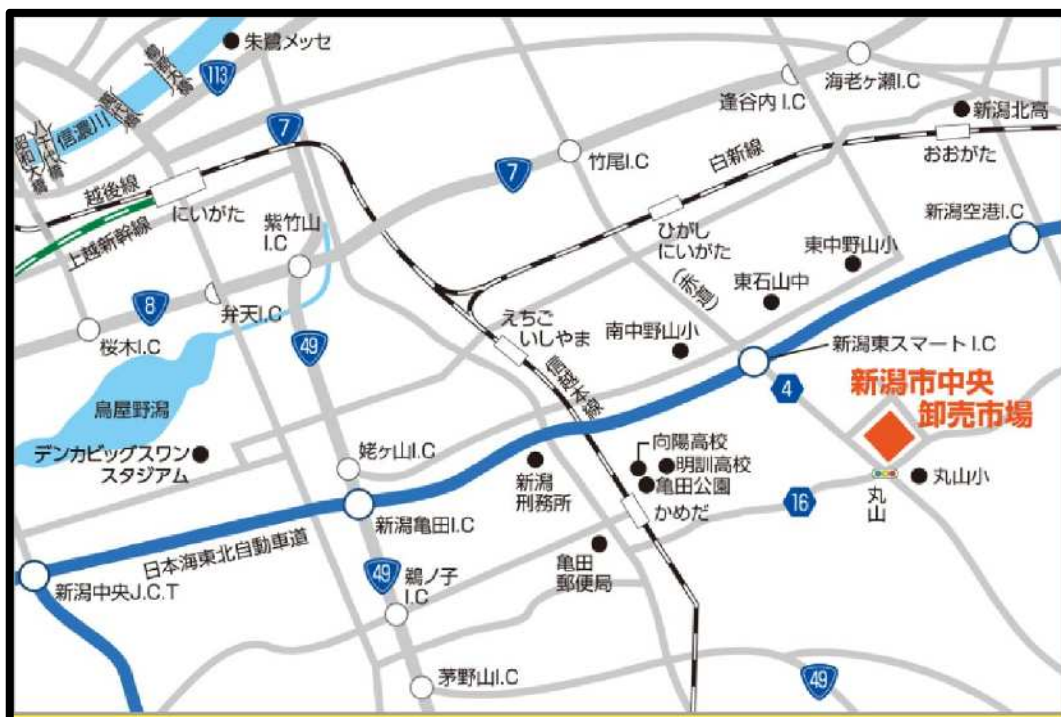 朱鷺メッセ
113
信濃川
昭和大橋
八千代橋
萬代橋
7
越後線
にいがた
上越新幹線
紫竹山
I.C
8
弁天I.C
桜木I.C
49
鳥屋野潟
デンカビッグスワン
スタジアム
姥ヶ山I.C
新潟亀田I.C
日本海東北自動車道
新潟中央J.C.T
49
鵜ノ子
I.C
茅野山I.C
海老ヶ瀬I.C
逢谷内I.C
新潟北高
おおがた
竹尾I.C
7
白新線
ひがし
にいがた
(赤道)
新潟空港I.C
東中野山小
東石山中
えちご
いしやま
南中野山小
新潟東スマートI.C
信越本線
4
新潟市中央
卸売市場
向陽高校
明訓高校
亀田公園
かめだ
新潟
刑務所
16
丸山
丸山小
亀田
郵便局
49